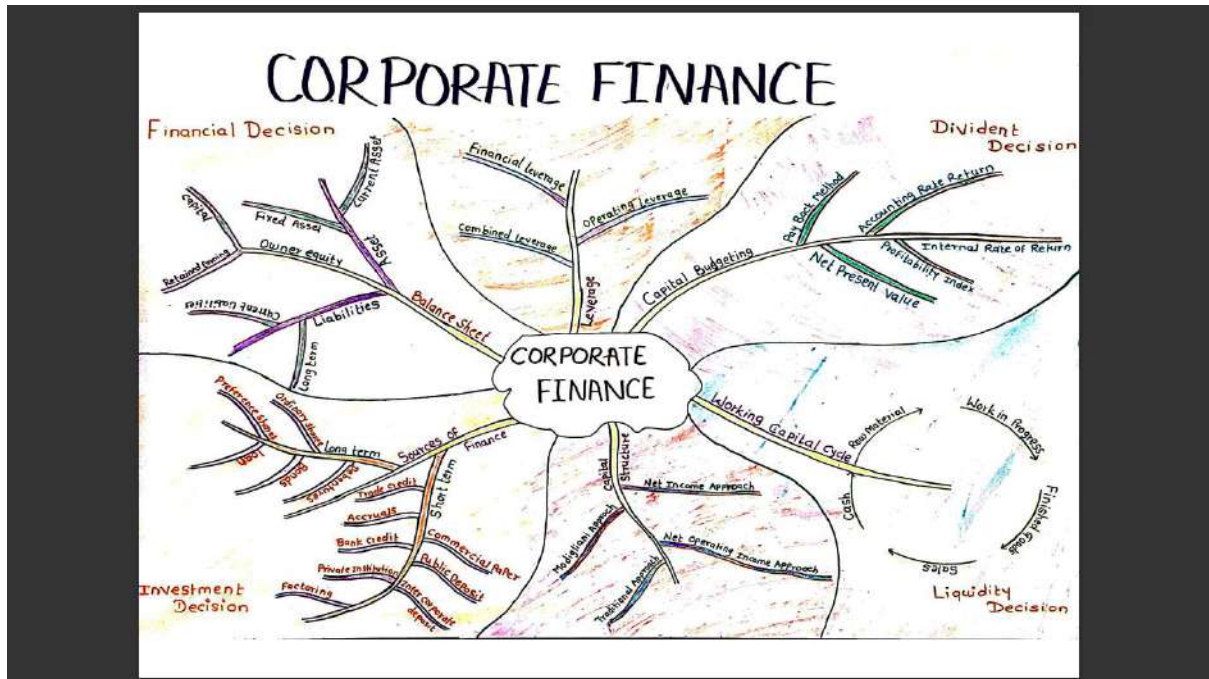 CORPORATE FINANCE
Financial Decision
Capital
Retained Earning
Owner equity
Fixed Asset
Current Asset
Asset
Balance Sheet
Liabilities
Current Liabilities
Long term
Financial Leverage
Operating Leverage
Combined Leverage
Leverage
Divident
Decision
Capital Budgeting
Pay Back Method
Accounting Rate Return
Internal Rate of Return
Profitability Index
Net Present Value
CORPORATE
FINANCE
Sources of
Finance
Long term
Preference Shares
Ordinary Shares
Loan
Bonds
Debentures
Short term
Trade Credit
Accruals
Bank Credit
Private Institution
Factoring
Commercial Paper
Public Deposit
Inter corporate
deposit
Investment
Decision
Capital
Structure
Net Income Approach
Net Operating Income Approach
Traditional Approach
Working Capital Cycle
Raw Material
Work in Progress
Finished Goods
Sales
Cash
Liquidity
Decision